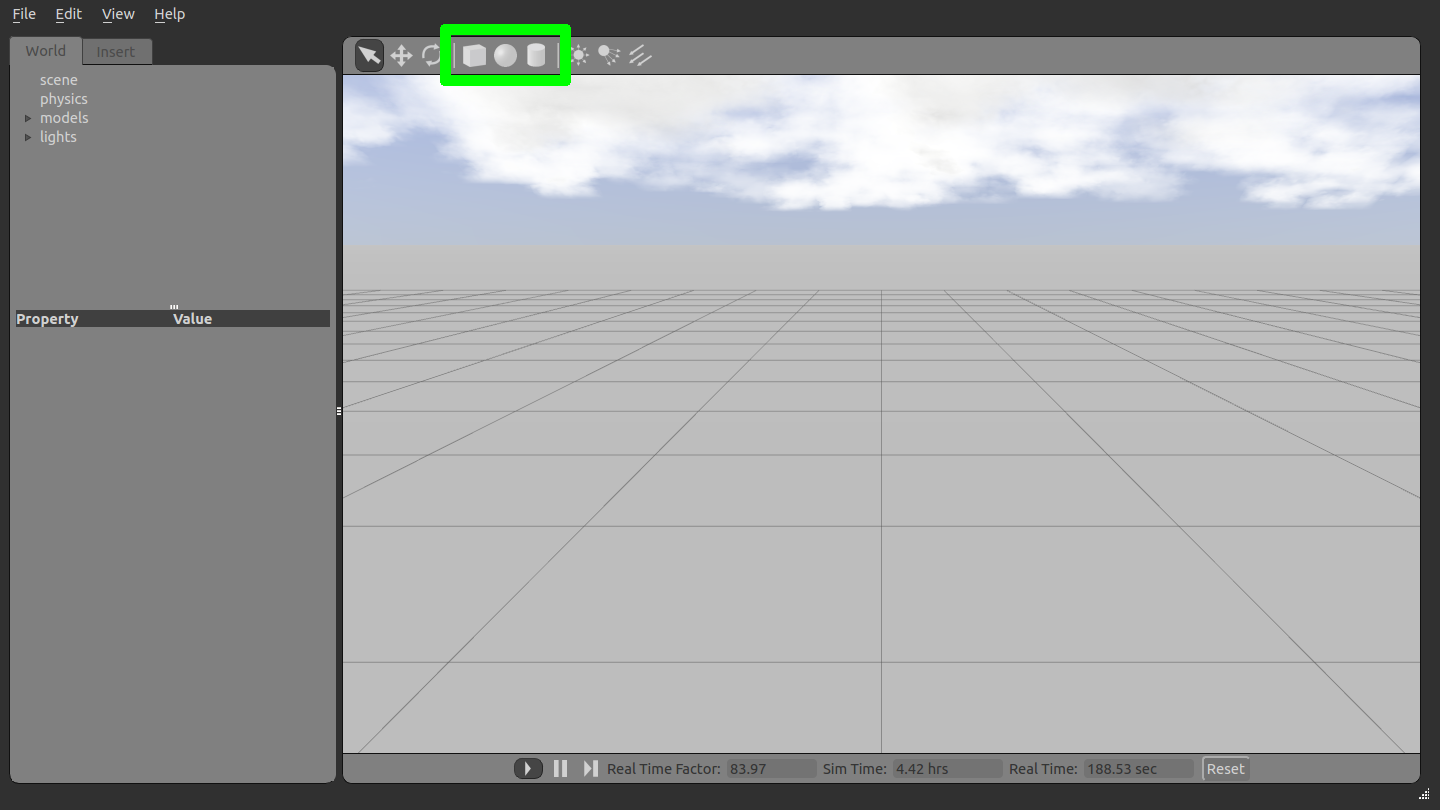 File Edit View Help
World Insert
scene
physics
models
lights
Property Value
Real Time Factor: 83.97 Sim Time: 4.42 hrs Real Time: 188.53 sec Reset